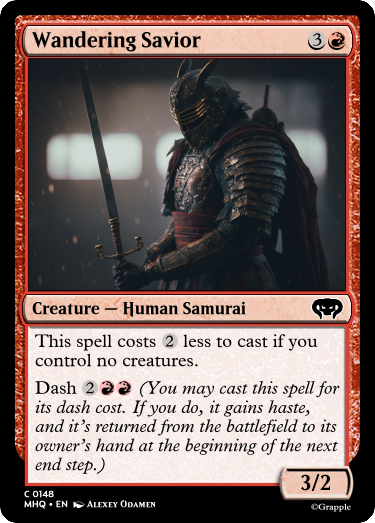 Wandering Savior 3
Creature — Human Samurai
This spell costs 2 less to cast if you
control no creatures.
Dash 2 (You may cast this spell for
its dash cost. If you do, it gains haste,
and it's returned from the battlefield to its
owner's hand at the beginning of the next
end step.)
3/2
C 0148
MHQ • EN Alexey Odamen
©Grapple